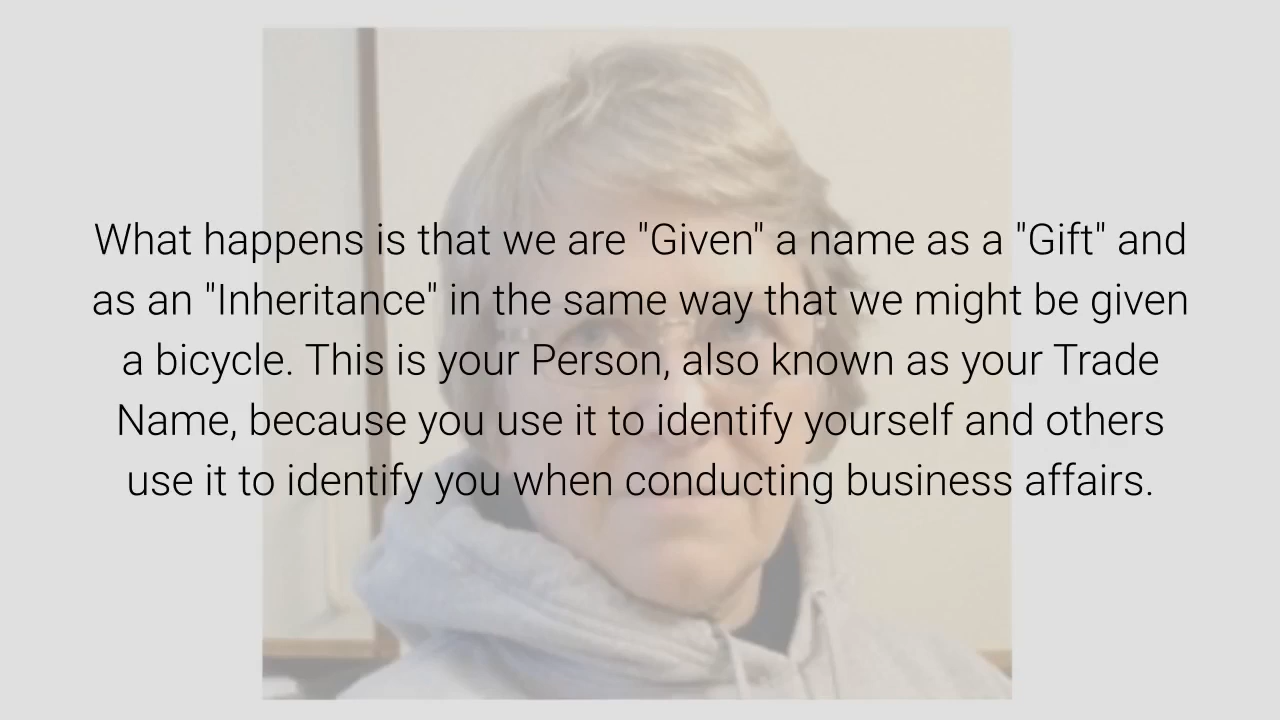 What happens is that we are "Given" a name as a "Gift" and
as an "Inheritance" in the same way that we might be given
a bicycle. This is your Person, also known as your Trade
Name, because you use it to identify yourself and others
use it to identify you when conducting business affairs.